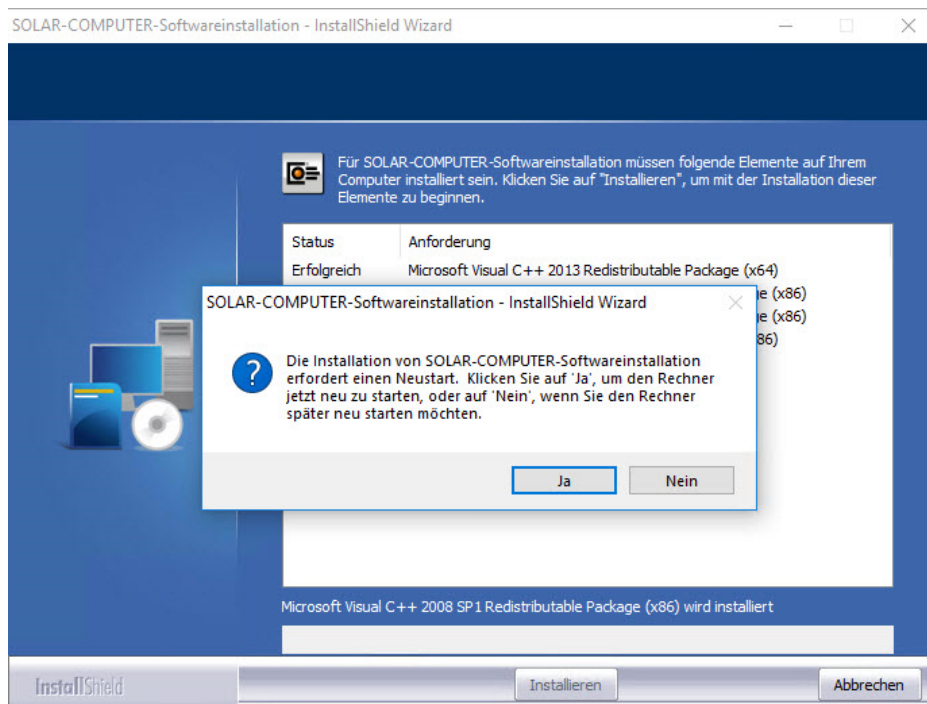 SOLAR-COMPUTER-Softwareinstallation - InstallShield Wizard
Für SOLAR-COMPUTER-Softwareinstallation müssen folgende Elemente auf Ihrem
Computer installiert sein. Klicken Sie auf "Installieren", um mit der Installation dieser
Elemente zu beginnen.
Status Anforderung
Erfolgreich Microsoft Visual C++ 2013 Redistributable Package (x64)
(x86)
(x86)
SOLAR-COMPUTER-Softwareinstallation - InstallShield Wizard
Die Installation von SOLAR-COMPUTER-Softwareinstallation
erfordert einen Neustart. Klicken Sie auf 'Ja', um den Rechner
jetzt neu zu starten, oder auf 'Nein', wenn Sie den Rechner
später neu starten möchten.
Ja Nein
Microsoft Visual C++ 2008 SP1 Redistributable Package (x86) wird installiert
InstallShield
Installieren Abbrechen